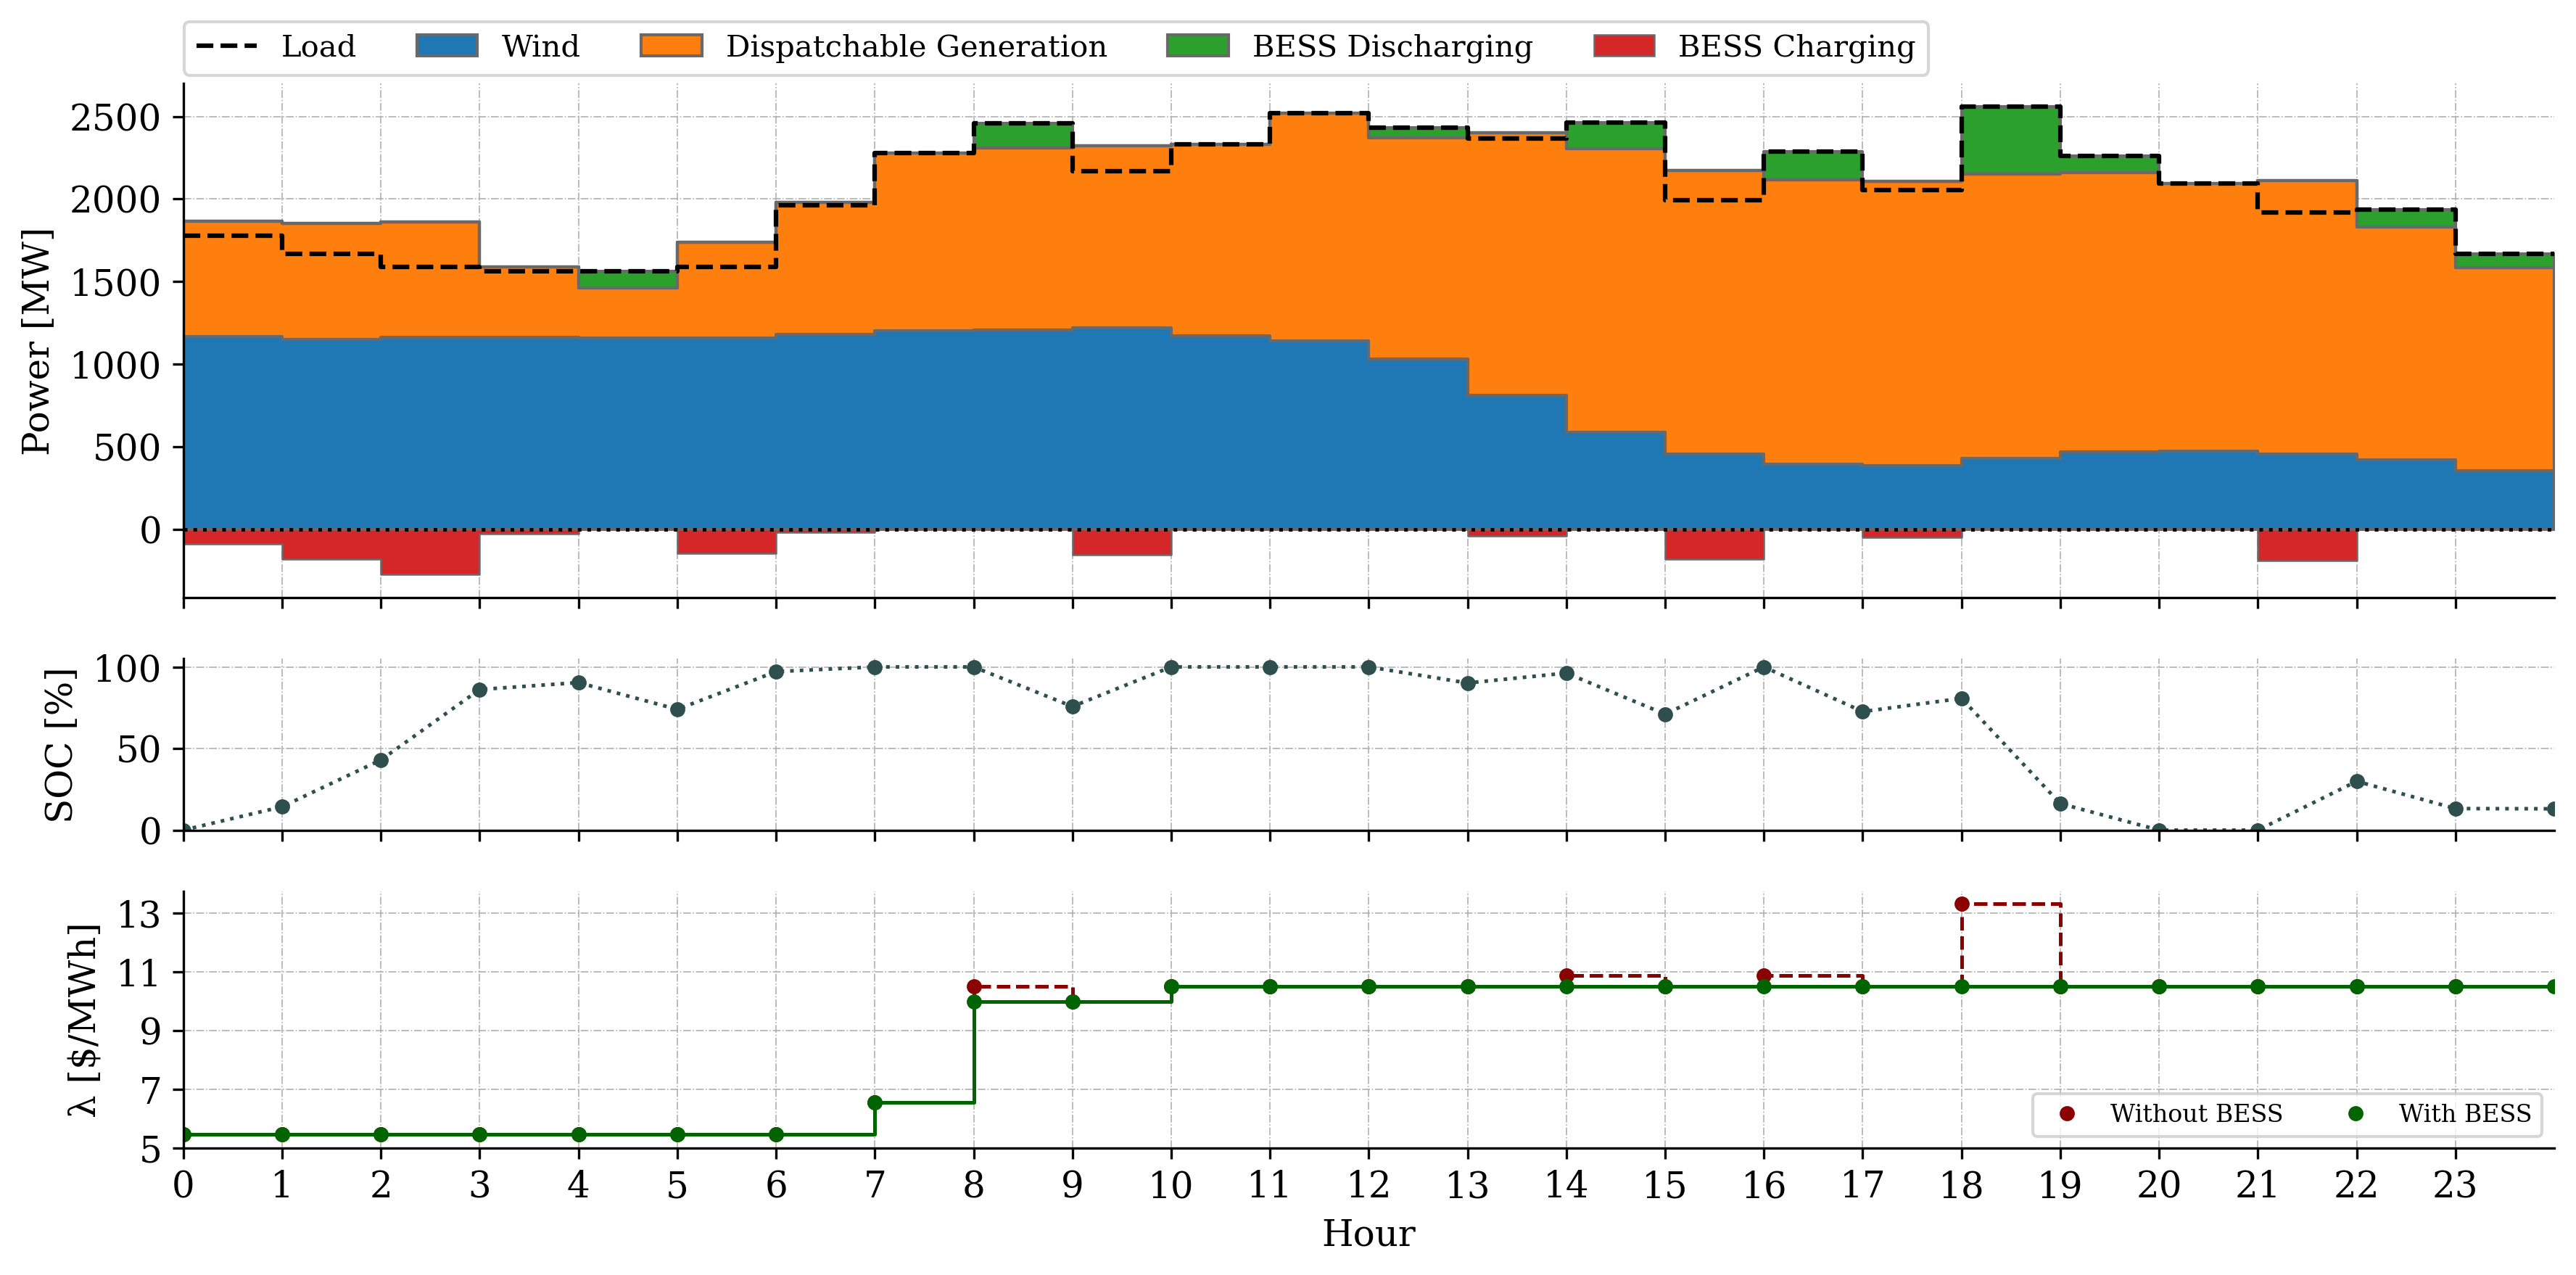 Load Wind Dispatchable Generation BESS Discharging BESS Charging
Power [MW]
2500
2000
1500
1000
500
0
SOC [%]
100
50
0
λ [$/MWh]
13
11
9
7
5
Without BESS With BESS
0 1 2 3 4 5 6 7 8 9 10 11 12 13 14 15 16 17 18 19 20 21 22 23
Hour